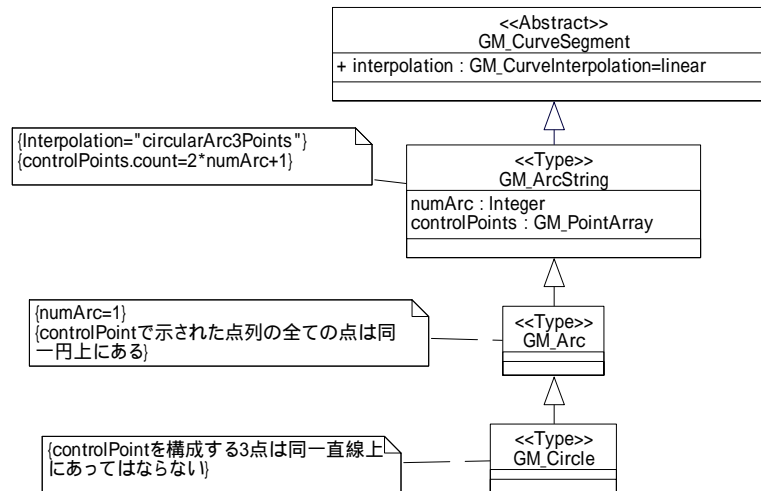 <<Abstract>>
GM_CurveSegment
+ interpolation : GM_CurveInterpolation=linear
{Interpolation="circularArc3Points"}
{controlPoints.count=2*numArc+1}
<<Type>>
GM_ArcString
numArc : Integer
controlPoints : GM_PointArray
{numArc=1}
{controlPointで示された点列の全ての点は同
一円上にある}
<<Type>>
GM_Arc
{controlPointを構成する3点は同一直線上
にあってはならない}
<<Type>>
GM_Circle